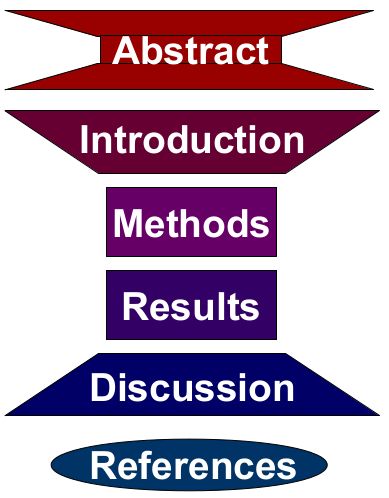 Abstract
Introduction
Methods
Results
Discussion
References